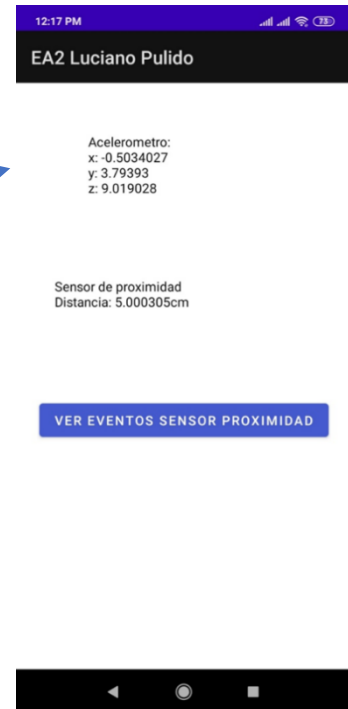 12:17 PM
73
EA2 Luciano Pulido
Acelerometro:
x: -0.5034027
y: 3.79393
z: 9.019028
Sensor de proximidad
Distancia: 5.000305cm
VER EVENTOS SENSOR PROXIMIDAD